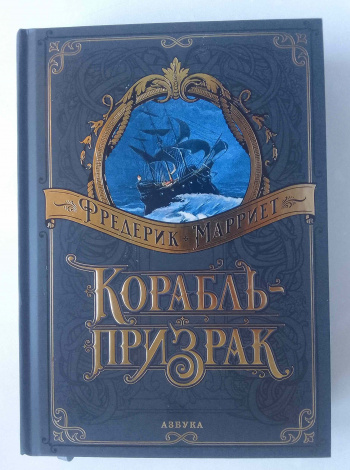 Фредерик Марриет
Корабль-
призрак
Азбука